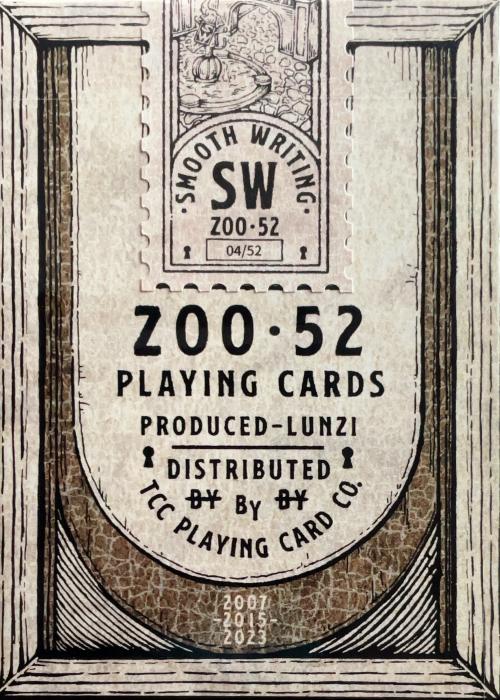 ·SMOOTH WRITING·
SW
ZOO·52
04/52
ZOO·52
PLAYING CARDS
PRODUCED-LUNZI
DISTRIBUTED
BY By BY
TCC PLAYING CARD CO.
2007
-2015-
2023